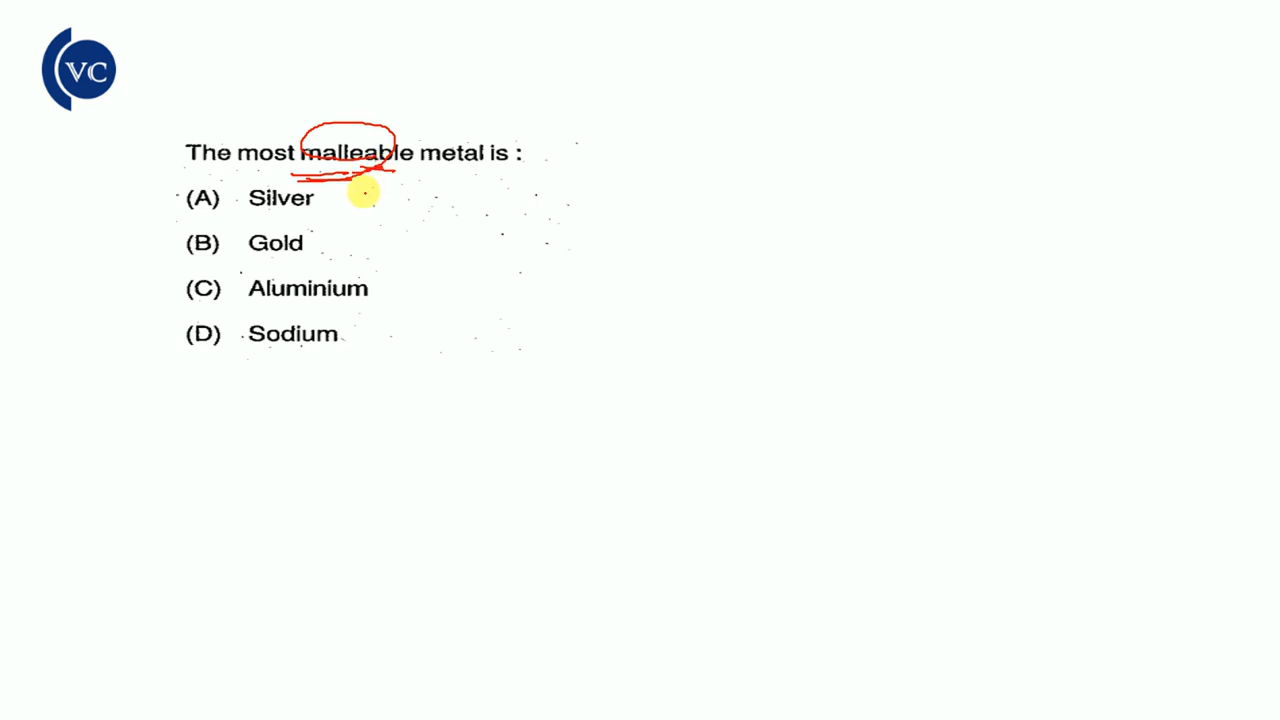 VC
The most malleable metal is :
(A) Silver
(B) Gold
(C) Aluminium
(D) Sodium